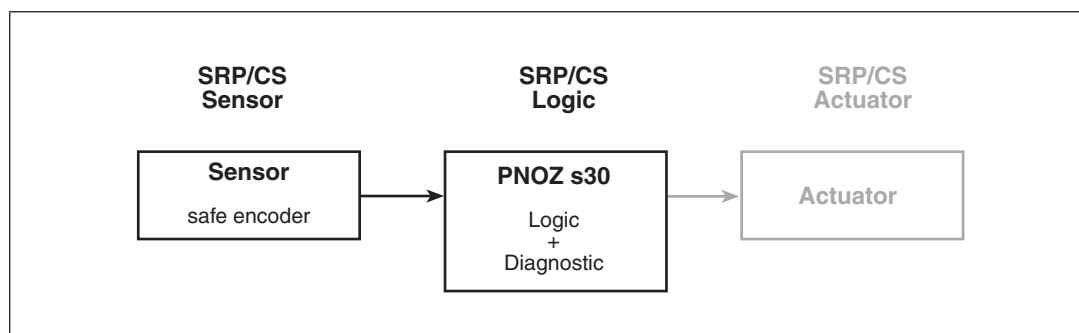 SRP/CS
Sensor
SRP/CS
Logic
SRP/CS
Actuator
Sensor
safe encoder
PNOZ s30
Logic
+
Diagnostic
Actuator